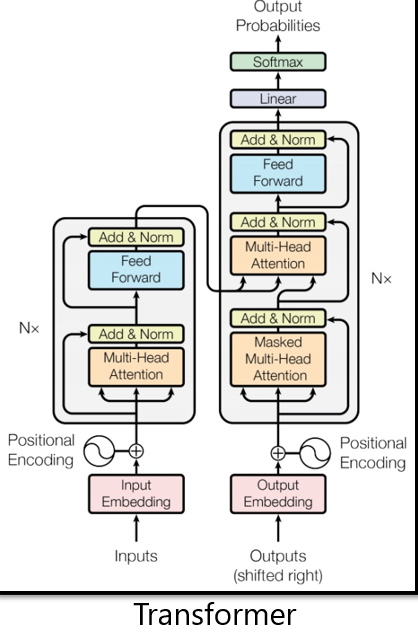 Output
Probabilities
Softmax
Linear
Add & Norm
Feed
Forward
Add & Norm
Multi-Head
Attention
Nx
Add & Norm
Masked
Multi-Head
Attention
Add & Norm
Feed
Forward
Nx
Add & Norm
Multi-Head
Attention
Positional
Encoding
Positional
Encoding
Input
Embedding
Output
Embedding
Inputs
Outputs
(shifted right)
Transformer